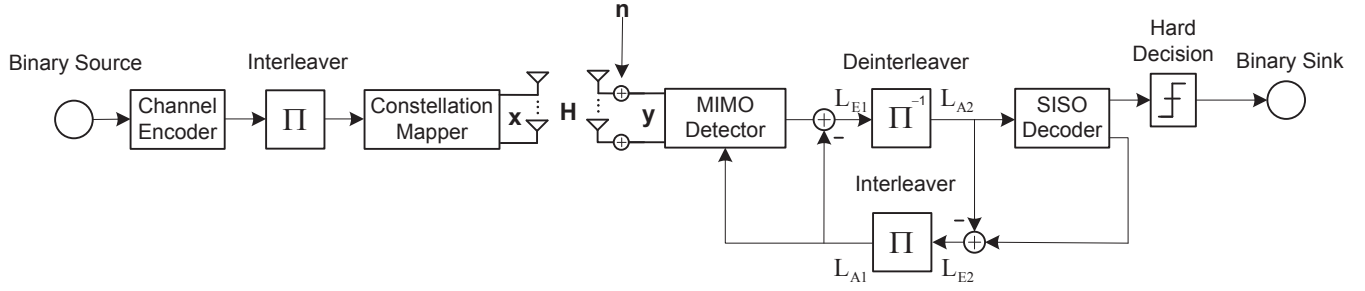 Binary Source
Channel
Encoder
Interleaver
Π
Constellation
Mapper
x
H
n
y
MIMO
Detector
−
L_E1
Deinterleaver
Π⁻¹
L_A2
SISO
Decoder
Hard
Decision
Binary Sink
Interleaver
Π
−
L_A1
L_E2